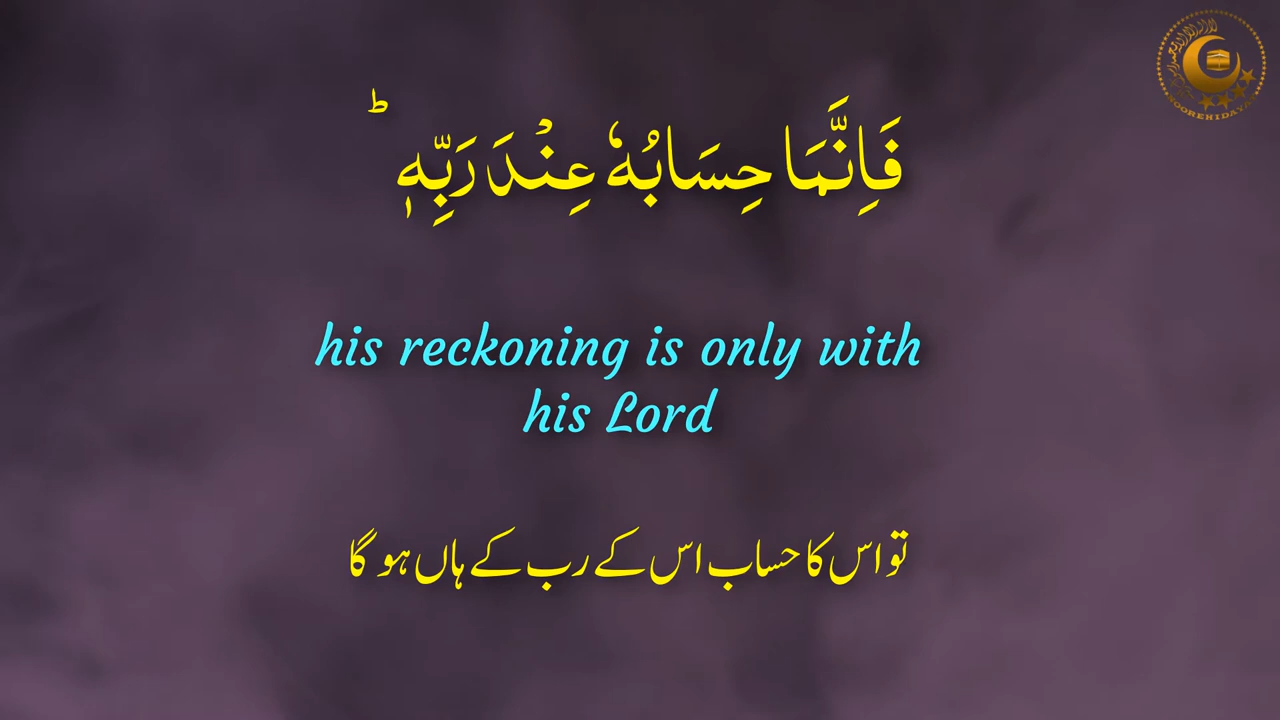 فَاِنَّمَا حِسَابُهٗ عِنْدَ رَبِّهٖ ؕ
his reckoning is only with
his Lord
تو اس کا حساب اس کے رب کے ہاں ہو گا